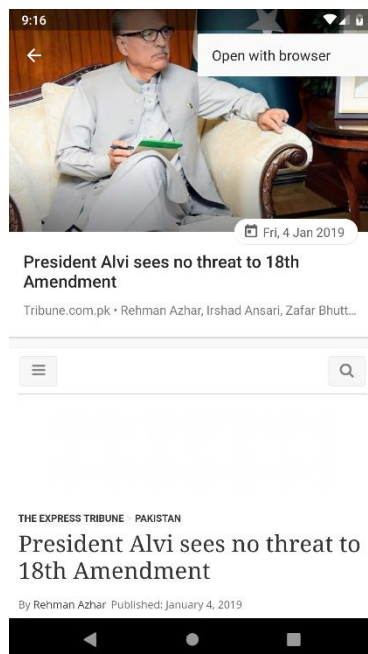 9:16
Open with browser
Fri, 4 Jan 2019
President Alvi sees no threat to 18th
Amendment
Tribune.com.pk • Rehman Azhar, Irshad Ansari, Zafar Bhutt...
THE EXPRESS TRIBUNE PAKISTAN
President Alvi sees no threat to
18th Amendment
By Rehman Azhar Published: January 4, 2019